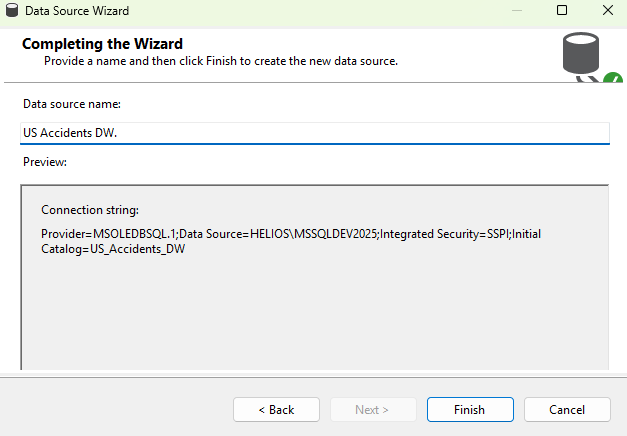 Data Source Wizard
Completing the Wizard
Provide a name and then click Finish to create the new data source.
Data source name:
US Accidents DW.
Preview:
Connection string:
Provider=MSOLEDBSQL.1;Data Source=HELIOS\MSSQLDEV2025;Integrated Security=SSPI;Initial
Catalog=US_Accidents_DW
< Back
Next >
Finish
Cancel